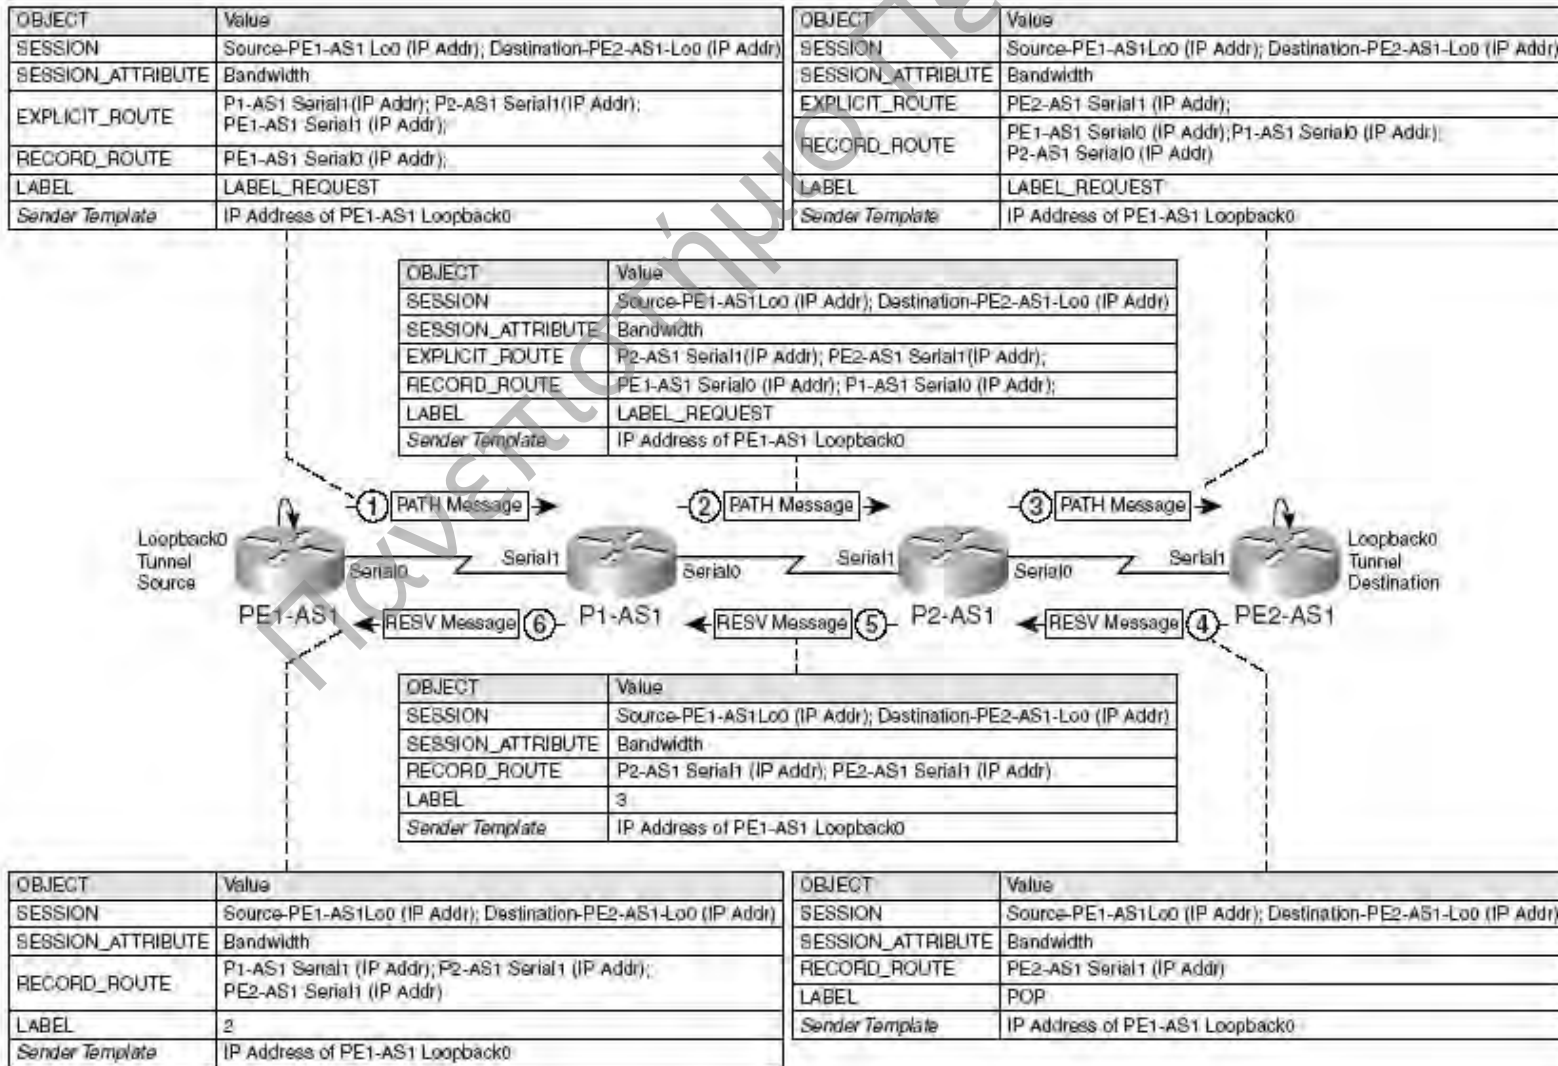 OBJECT Value
SESSION Source-PE1-AS1 Lo0 (IP Addr); Destination-PE2-AS1-Lo0 (IP Addr)
SESSION_ATTRIBUTE Bandwidth
EXPLICIT_ROUTE P1-AS1 Serial1(IP Addr); P2-AS1 Serial1(IP Addr);
PE1-AS1 Serial1 (IP Addr);
RECORD_ROUTE PE1-AS1 Serial0 (IP Addr);
LABEL LABEL_REQUEST
Sender Template IP Address of PE1-AS1 Loopback0
OBJECT Value
SESSION Source-PE1-AS1Lo0 (IP Addr); Destination-PE2-AS1-Lo0 (IP Addr)
SESSION_ATTRIBUTE Bandwidth
EXPLICIT_ROUTE PE2-AS1 Serial1 (IP Addr);
RECORD_ROUTE PE1-AS1 Serial0 (IP Addr);P1-AS1 Serial0 (IP Addr);
P2-AS1 Serial0 (IP Addr)
LABEL LABEL_REQUEST
Sender Template IP Address of PE1-AS1 Loopback0
OBJECT Value
SESSION Source-PE1-AS1Lo0 (IP Addr); Destination-PE2-AS1-Lo0 (IP Addr)
SESSION_ATTRIBUTE Bandwidth
EXPLICIT_ROUTE P2-AS1 Serial1(IP Addr); PE2-AS1 Serial1(IP Addr);
RECORD_ROUTE PE1-AS1 Serial0 (IP Addr); P1-AS1 Serial0 (IP Addr);
LABEL LABEL_REQUEST
Sender Template IP Address of PE1-AS1 Loopback0
1 PATH Message
2 PATH Message
3 PATH Message
Loopback0
Tunnel
Source
Serial0
Serial1
Serial0
Serial1
Serial0
Serial1
Loopback0
Tunnel
Destination
PE1-AS1
RESV Message 6
P1-AS1
RESV Message 5
P2-AS1
RESV Message 4
PE2-AS1
OBJECT Value
SESSION Source-PE1-AS1Lo0 (IP Addr); Destination-PE2-AS1-Lo0 (IP Addr)
SESSION_ATTRIBUTE Bandwidth
RECORD_ROUTE P2-AS1 Serial1 (IP Addr); PE2-AS1 Serial1 (IP Addr)
LABEL 3
Sender Template IP Address of PE1-AS1 Loopback0
OBJECT Value
SESSION Source-PE1-AS1Lo0 (IP Addr); Destination-PE2-AS1-Lo0 (IP Addr)
SESSION_ATTRIBUTE Bandwidth
RECORD_ROUTE P1-AS1 Serial1 (IP Addr); P2-AS1 Serial1 (IP Addr);
PE2-AS1 Serial1 (IP Addr)
LABEL 2
Sender Template IP Address of PE1-AS1 Loopback0
OBJECT Value
SESSION Source-PE1-AS1Lo0 (IP Addr); Destination-PE2-AS1-Lo0 (IP Addr)
SESSION_ATTRIBUTE Bandwidth
RECORD_ROUTE PE2-AS1 Serial1 (IP Addr)
LABEL POP
Sender Template IP Address of PE1-AS1 Loopback0
Πανεπιστήμιο